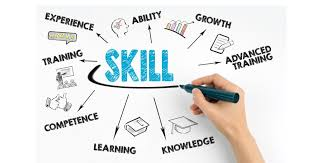 EXPERIENCE
ABILITY
GROWTH
TRAINING
SKILL
ADVANCED
TRAINING
COMPETENCE
LEARNING
KNOWLEDGE